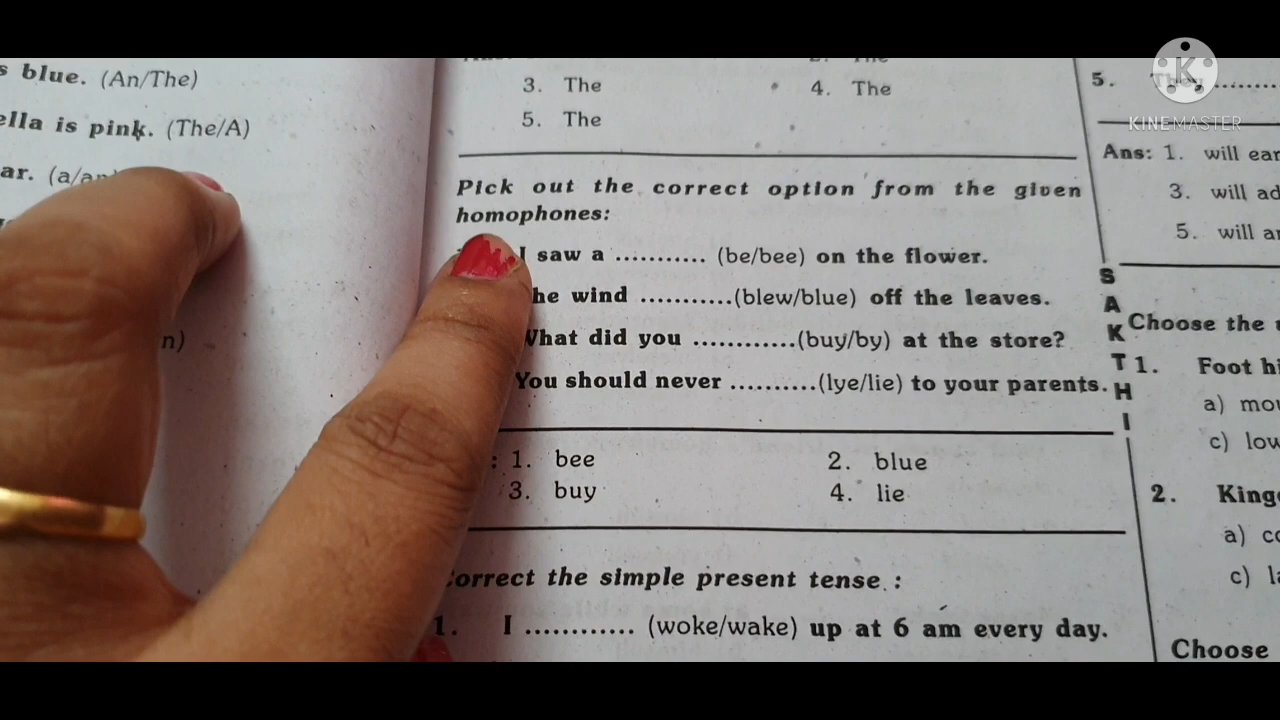 s blue. (An/The)
ella is pink. (The/A)
ar. (a/an
n)
3. The
4. The
5. The
Pick out the correct option from the given
homophones:
I saw a ........... (be/bee) on the flower.
he wind ...........(blew/blue) off the leaves.
What did you ............(buy/by) at the store?
You should never ..........(lye/lie) to your parents.
: 1. bee 2. blue
3. buy 4. lie
Correct the simple present tense :
1. I ............ (woke/wake) up at 6 am every day.
S
A
K
T
H
I
5. They
Ans: 1. will ear
3. will ad
5. will ar
Choose the
1. Foot hi
a) mou
c) low
2. King
a) co
c) la
Choose
K
KINEMASTER